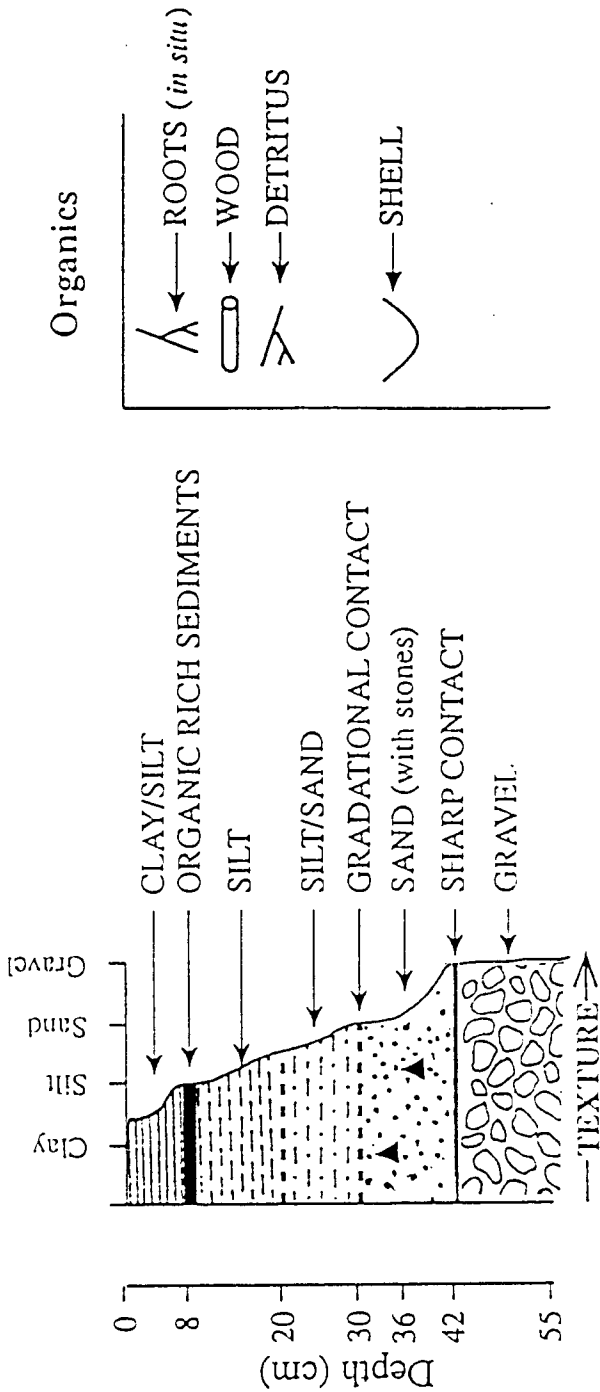 Organics
ROOTS (in situ)
WOOD
DETRITUS
SHELL
Clay
Silt
Sand
Gravel
CLAY/SILT
ORGANIC RICH SEDIMENTS
SILT
SILT/SAND
GRADATIONAL CONTACT
SAND (with stones)
SHARP CONTACT
GRAVEL
TEXTURE
Depth (cm)
0
8
20
30
36
42
55